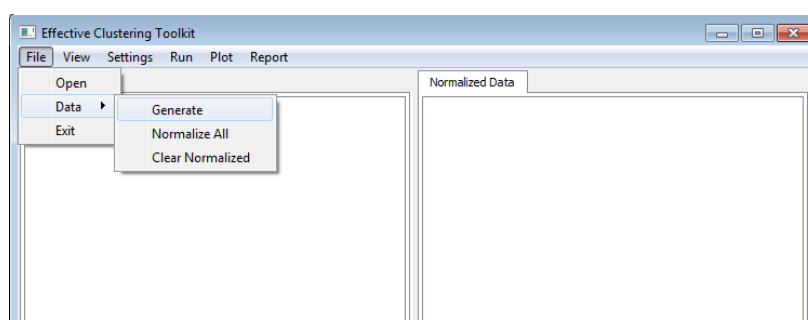 Effective Clustering Toolkit
File View Settings Run Plot Report
Open
Data
Exit
Generate
Normalize All
Clear Normalized
Normalized Data